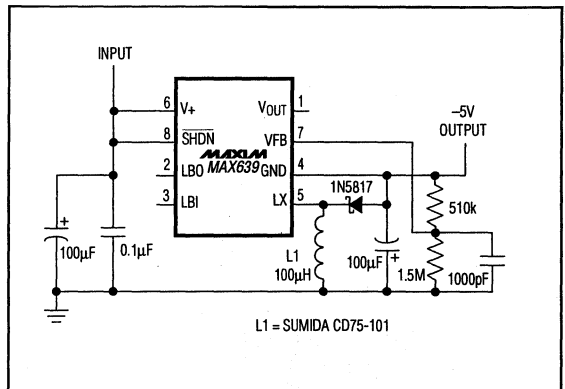 INPUT
6 V+
VOUT 1
–5V
OUTPUT
8 SHDN
VFB 7
MAXIM
MAX639
2 LBO
GND 4
1N5817
3 LBI
LX 5
510k
100µF
0.1µF
L1
100µH
100µF
1.5M
1000pF
L1 = SUMIDA CD75-101